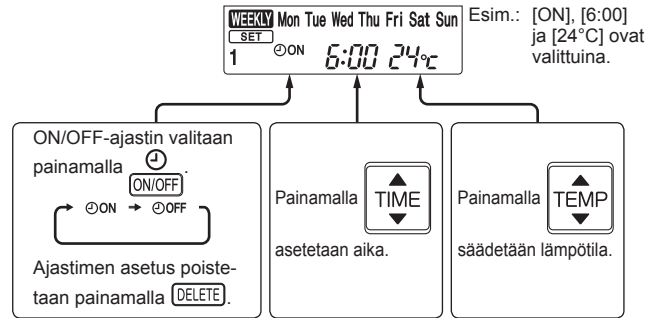 WEEKLY Mon Tue Wed Thu Fri Sat Sun
SET
1 ON 6:00 24°C
Esim.: [ON], [6:00]
ja [24°C] ovat
valittuina.
ON/OFF-ajastin valitaan
painamalla
ON/OFF .
ON → OFF
Ajastimen asetus poiste-
taan painamalla DELETE.
Painamalla TIME
asetetaan aika.
Painamalla TEMP
säädetään lämpötila.